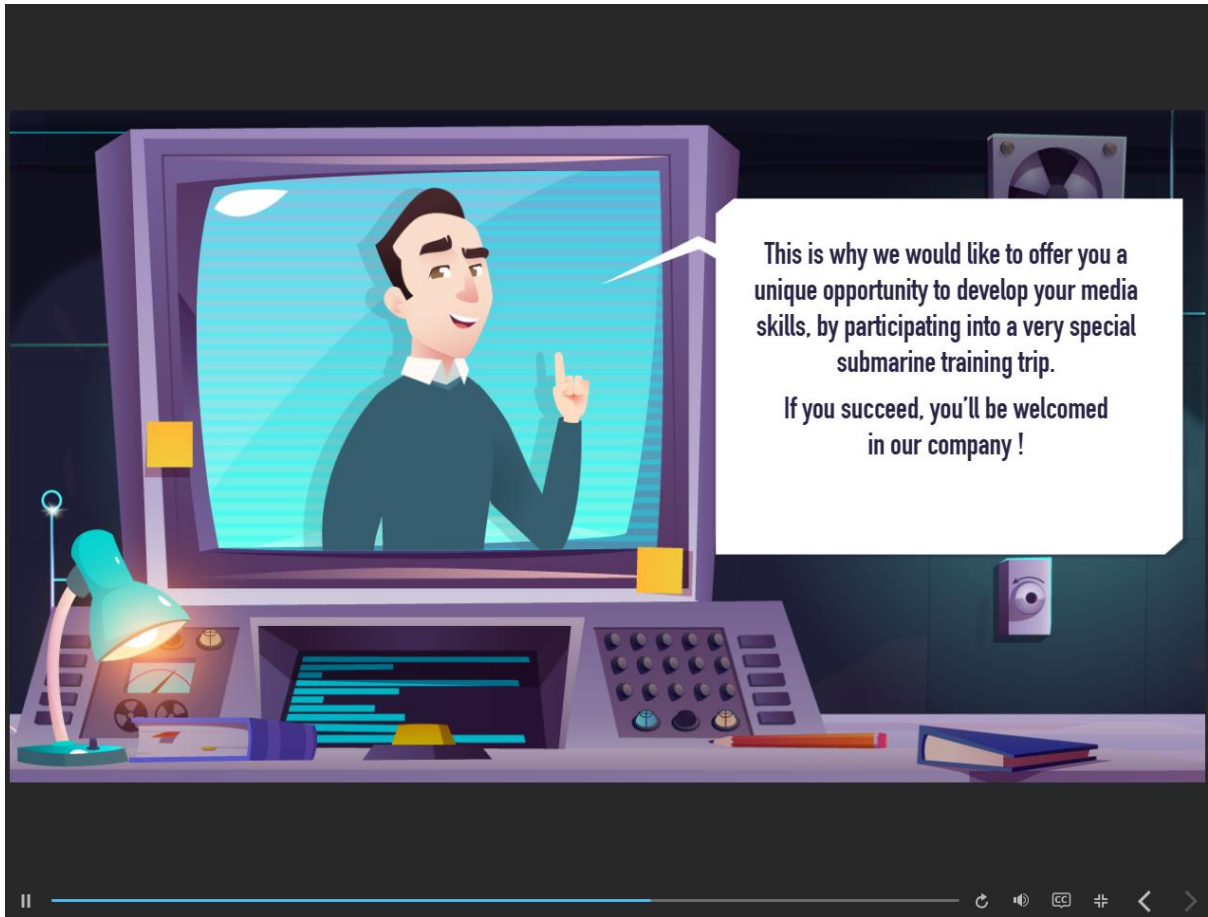 This is why we would like to offer you a
unique opportunity to develop your media
skills, by participating into a very special
submarine training trip.
If you succeed, you'll be welcomed
in our company !
CC